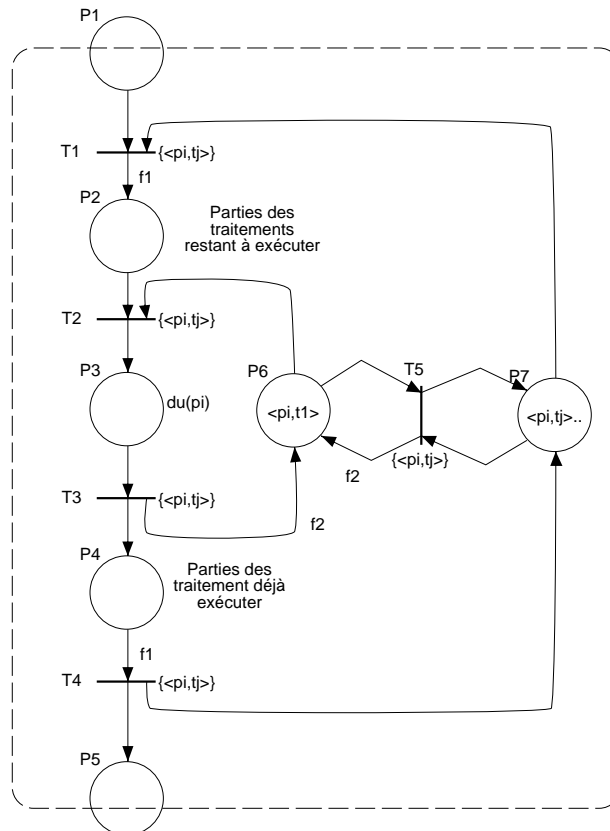 P1
T1
{<pi,tj>}
f1
P2
Parties des
traitements
restant à exécuter
T2
{<pi,tj>}
P3
du(pi)
P6
<pi,t1>
T5
P7
<pi,tj>..
{<pi,tj>}
f2
T3
{<pi,tj>}
f2
P4
Parties des
traitement déjà
exécuter
f1
T4
{<pi,tj>}
P5